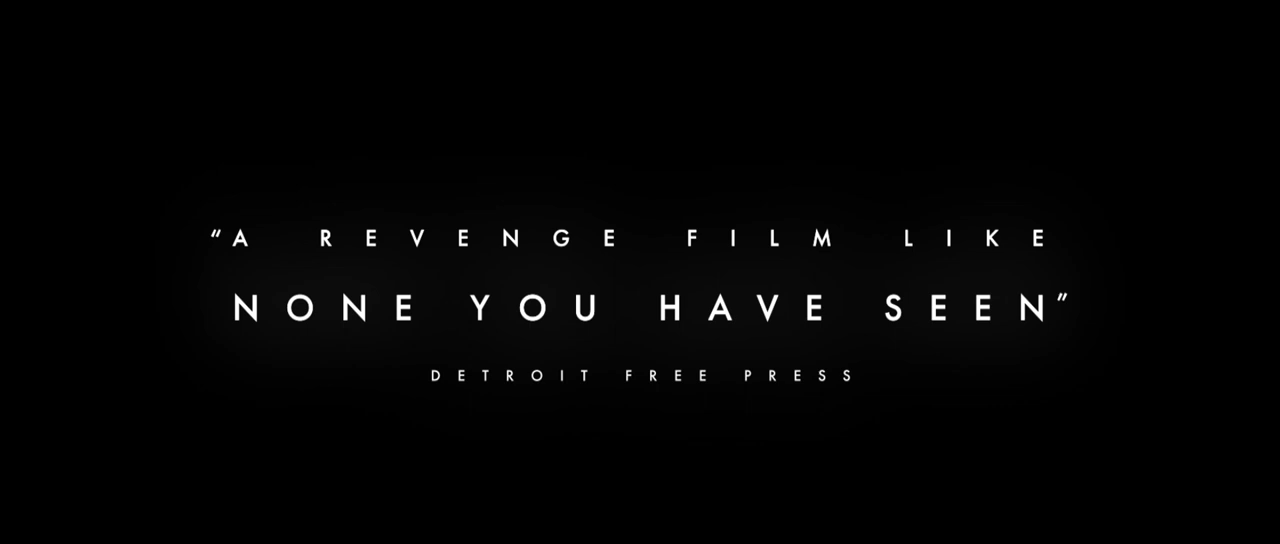 “A REVENGE FILM LIKE
NONE YOU HAVE SEEN”
DETROIT FREE PRESS